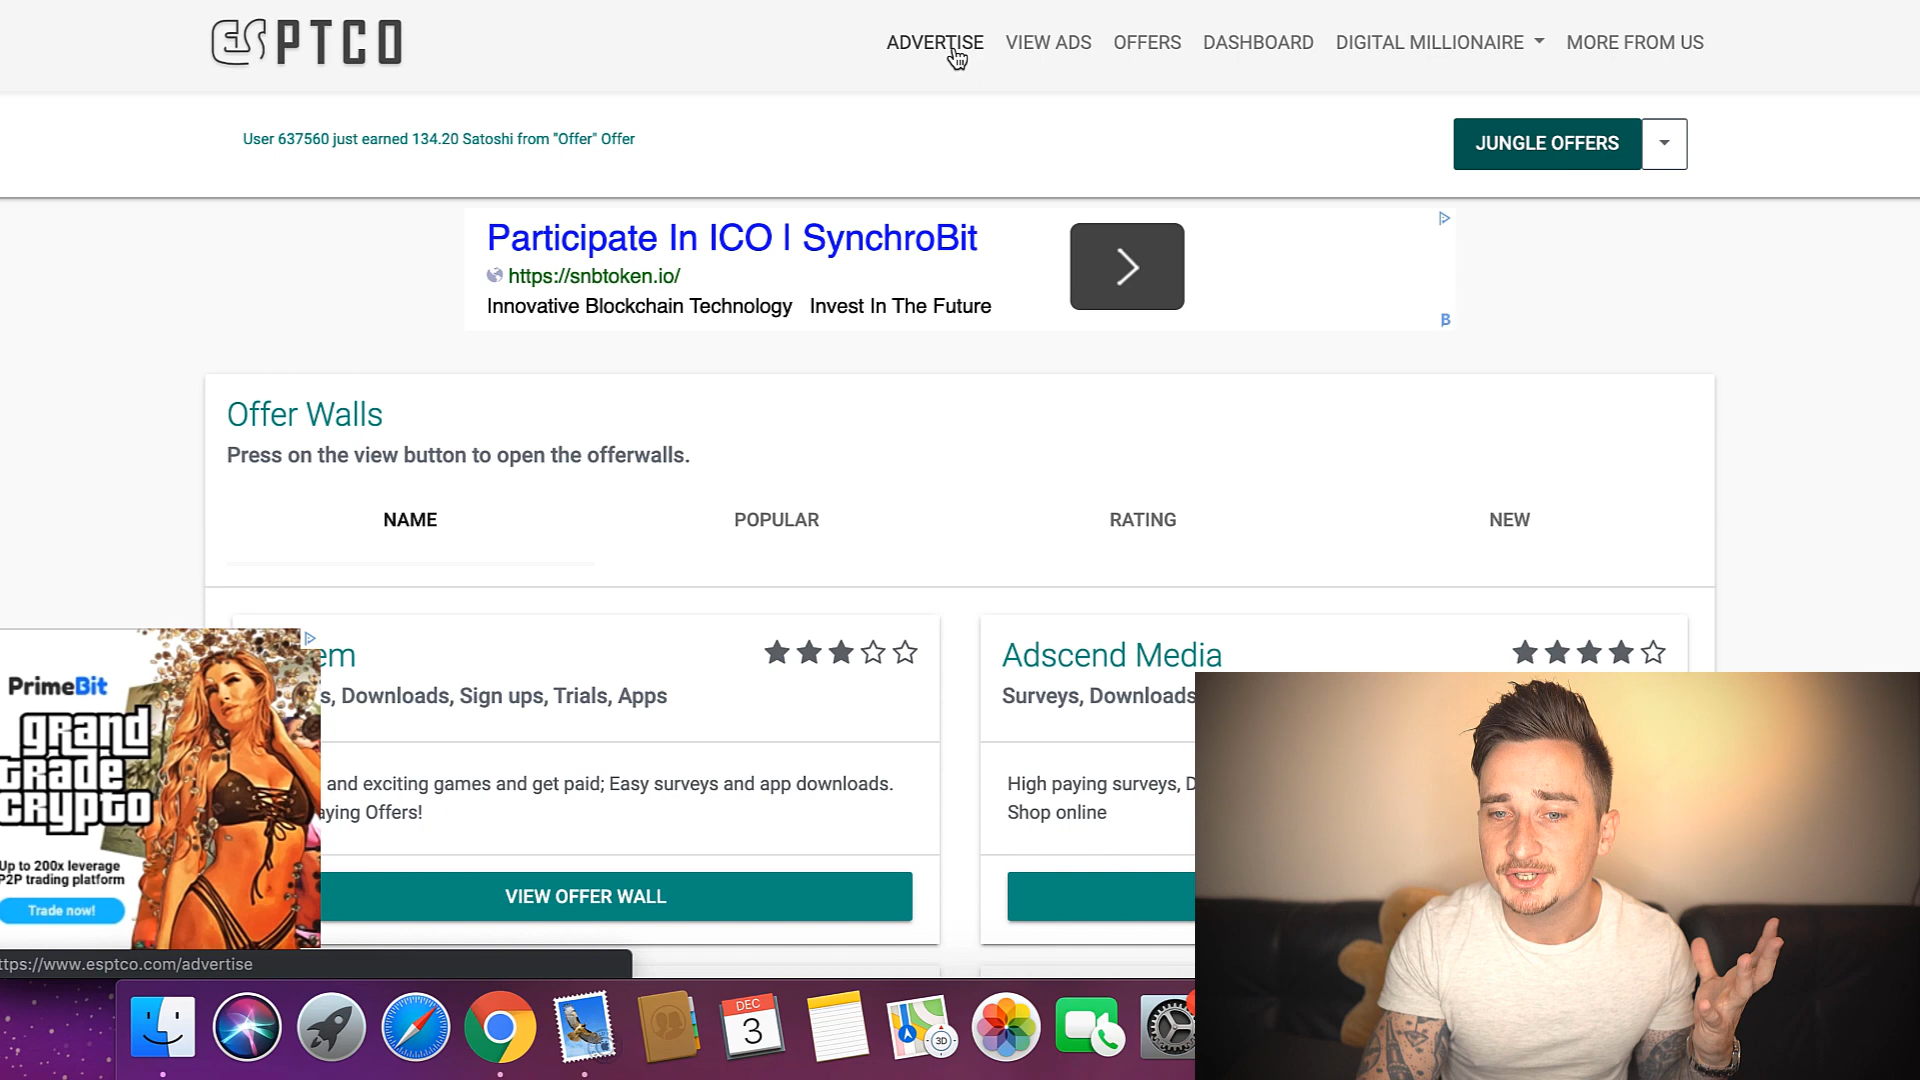 ESPTCO
ADVERTISE VIEW ADS OFFERS DASHBOARD DIGITAL MILLIONAIRE MORE FROM US
User 637560 just earned 134.20 Satoshi from "Offer" Offer
JUNGLE OFFERS
Participate In ICO | SynchroBit
https://snbtoken.io/
Innovative Blockchain Technology Invest In The Future
B
Offer Walls
Press on the view button to open the offerwalls.
NAME POPULAR RATING NEW
em
s, Downloads, Sign ups, Trials, Apps
and exciting games and get paid; Easy surveys and app downloads.
aying Offers!
VIEW OFFER WALL
Adscend Media
Surveys, Downloads
High paying surveys, D
Shop online
PrimeBit
grand
trade
crypto
Up to 200x leverage
P2P trading platform
Trade now!
ttps://www.esptco.com/advertise
DEC
3
3D